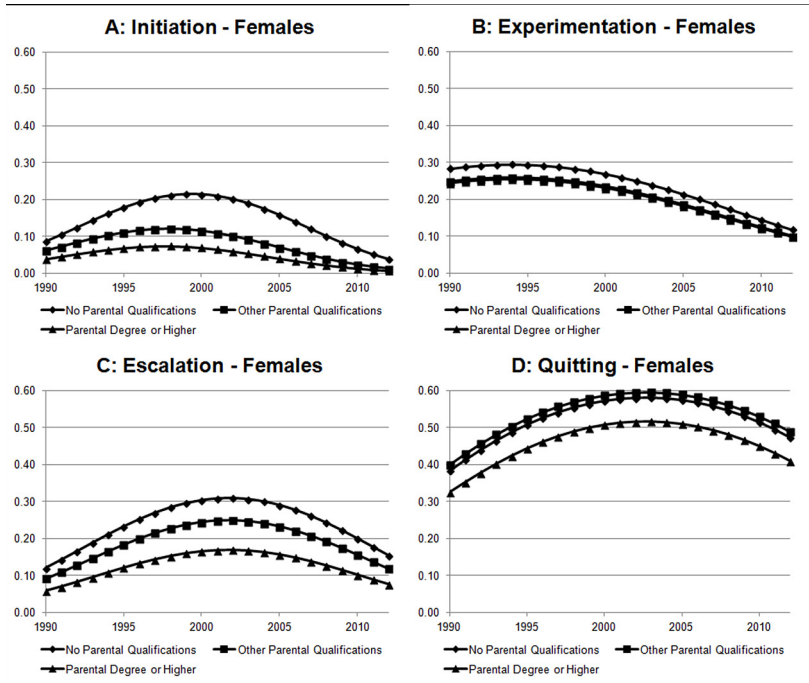 A: Initiation - Females
0.60
0.50
0.40
0.30
0.20
0.10
0.00
1990 1995 2000 2005 2010
No Parental Qualifications Other Parental Qualifications
Parental Degree or Higher
B: Experimentation - Females
0.60
0.50
0.40
0.30
0.20
0.10
0.00
1990 1995 2000 2005 2010
No Parental Qualifications Other Parental Qualifications
Parental Degree or Higher
C: Escalation - Females
0.60
0.50
0.40
0.30
0.20
0.10
0.00
1990 1995 2000 2005 2010
No Parental Qualifications Other Parental Qualifications
Parental Degree or Higher
D: Quitting - Females
0.60
0.50
0.40
0.30
0.20
0.10
0.00
1990 1995 2000 2005 2010
No Parental Qualifications Other Parental Qualifications
Parental Degree or Higher